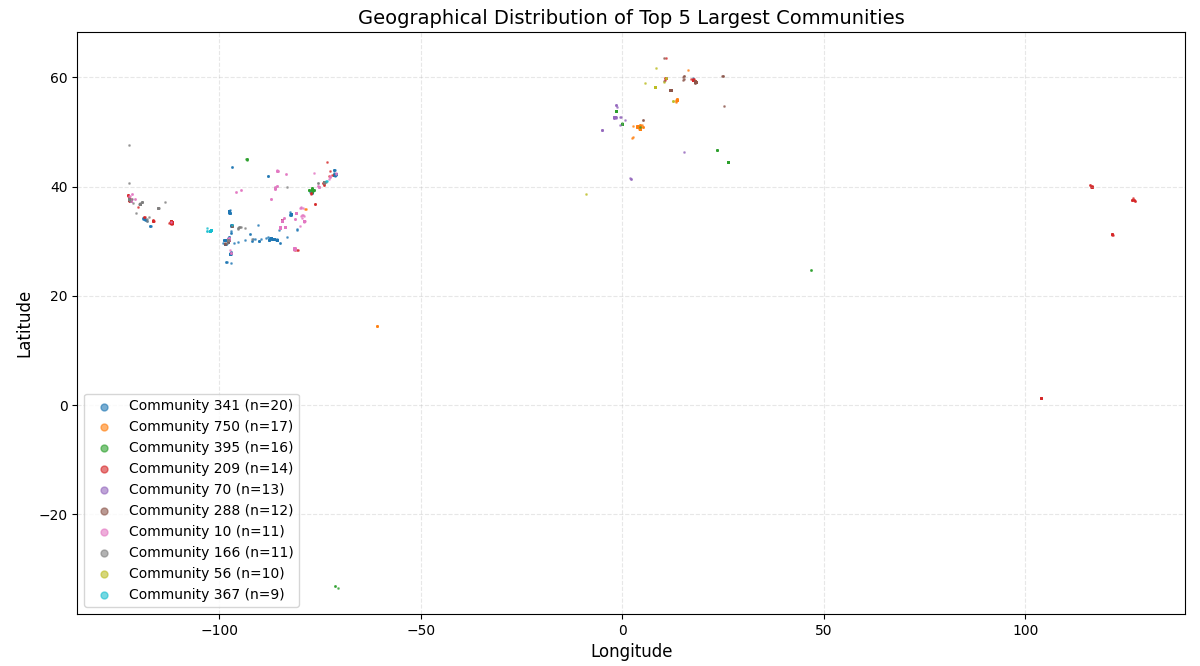 Geographical Distribution of Top 5 Largest Communities
Latitude
60
40
20
0
−20
Community 341 (n=20)
Community 750 (n=17)
Community 395 (n=16)
Community 209 (n=14)
Community 70 (n=13)
Community 288 (n=12)
Community 10 (n=11)
Community 166 (n=11)
Community 56 (n=10)
Community 367 (n=9)
−100
−50
0
50
100
Longitude